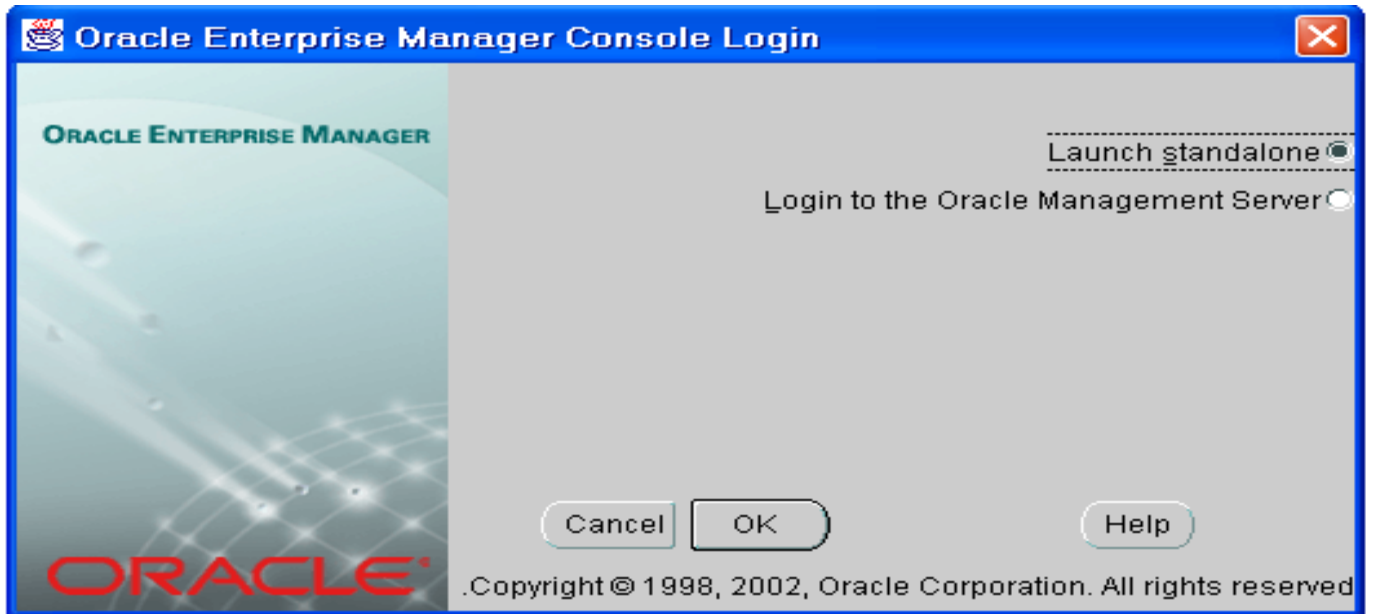 Oracle Enterprise Manager Console Login
ORACLE ENTERPRISE MANAGER
Launch standalone
Login to the Oracle Management Server
Cancel
OK
Help
ORACLE®
.Copyright © 1998, 2002, Oracle Corporation. All rights reserved